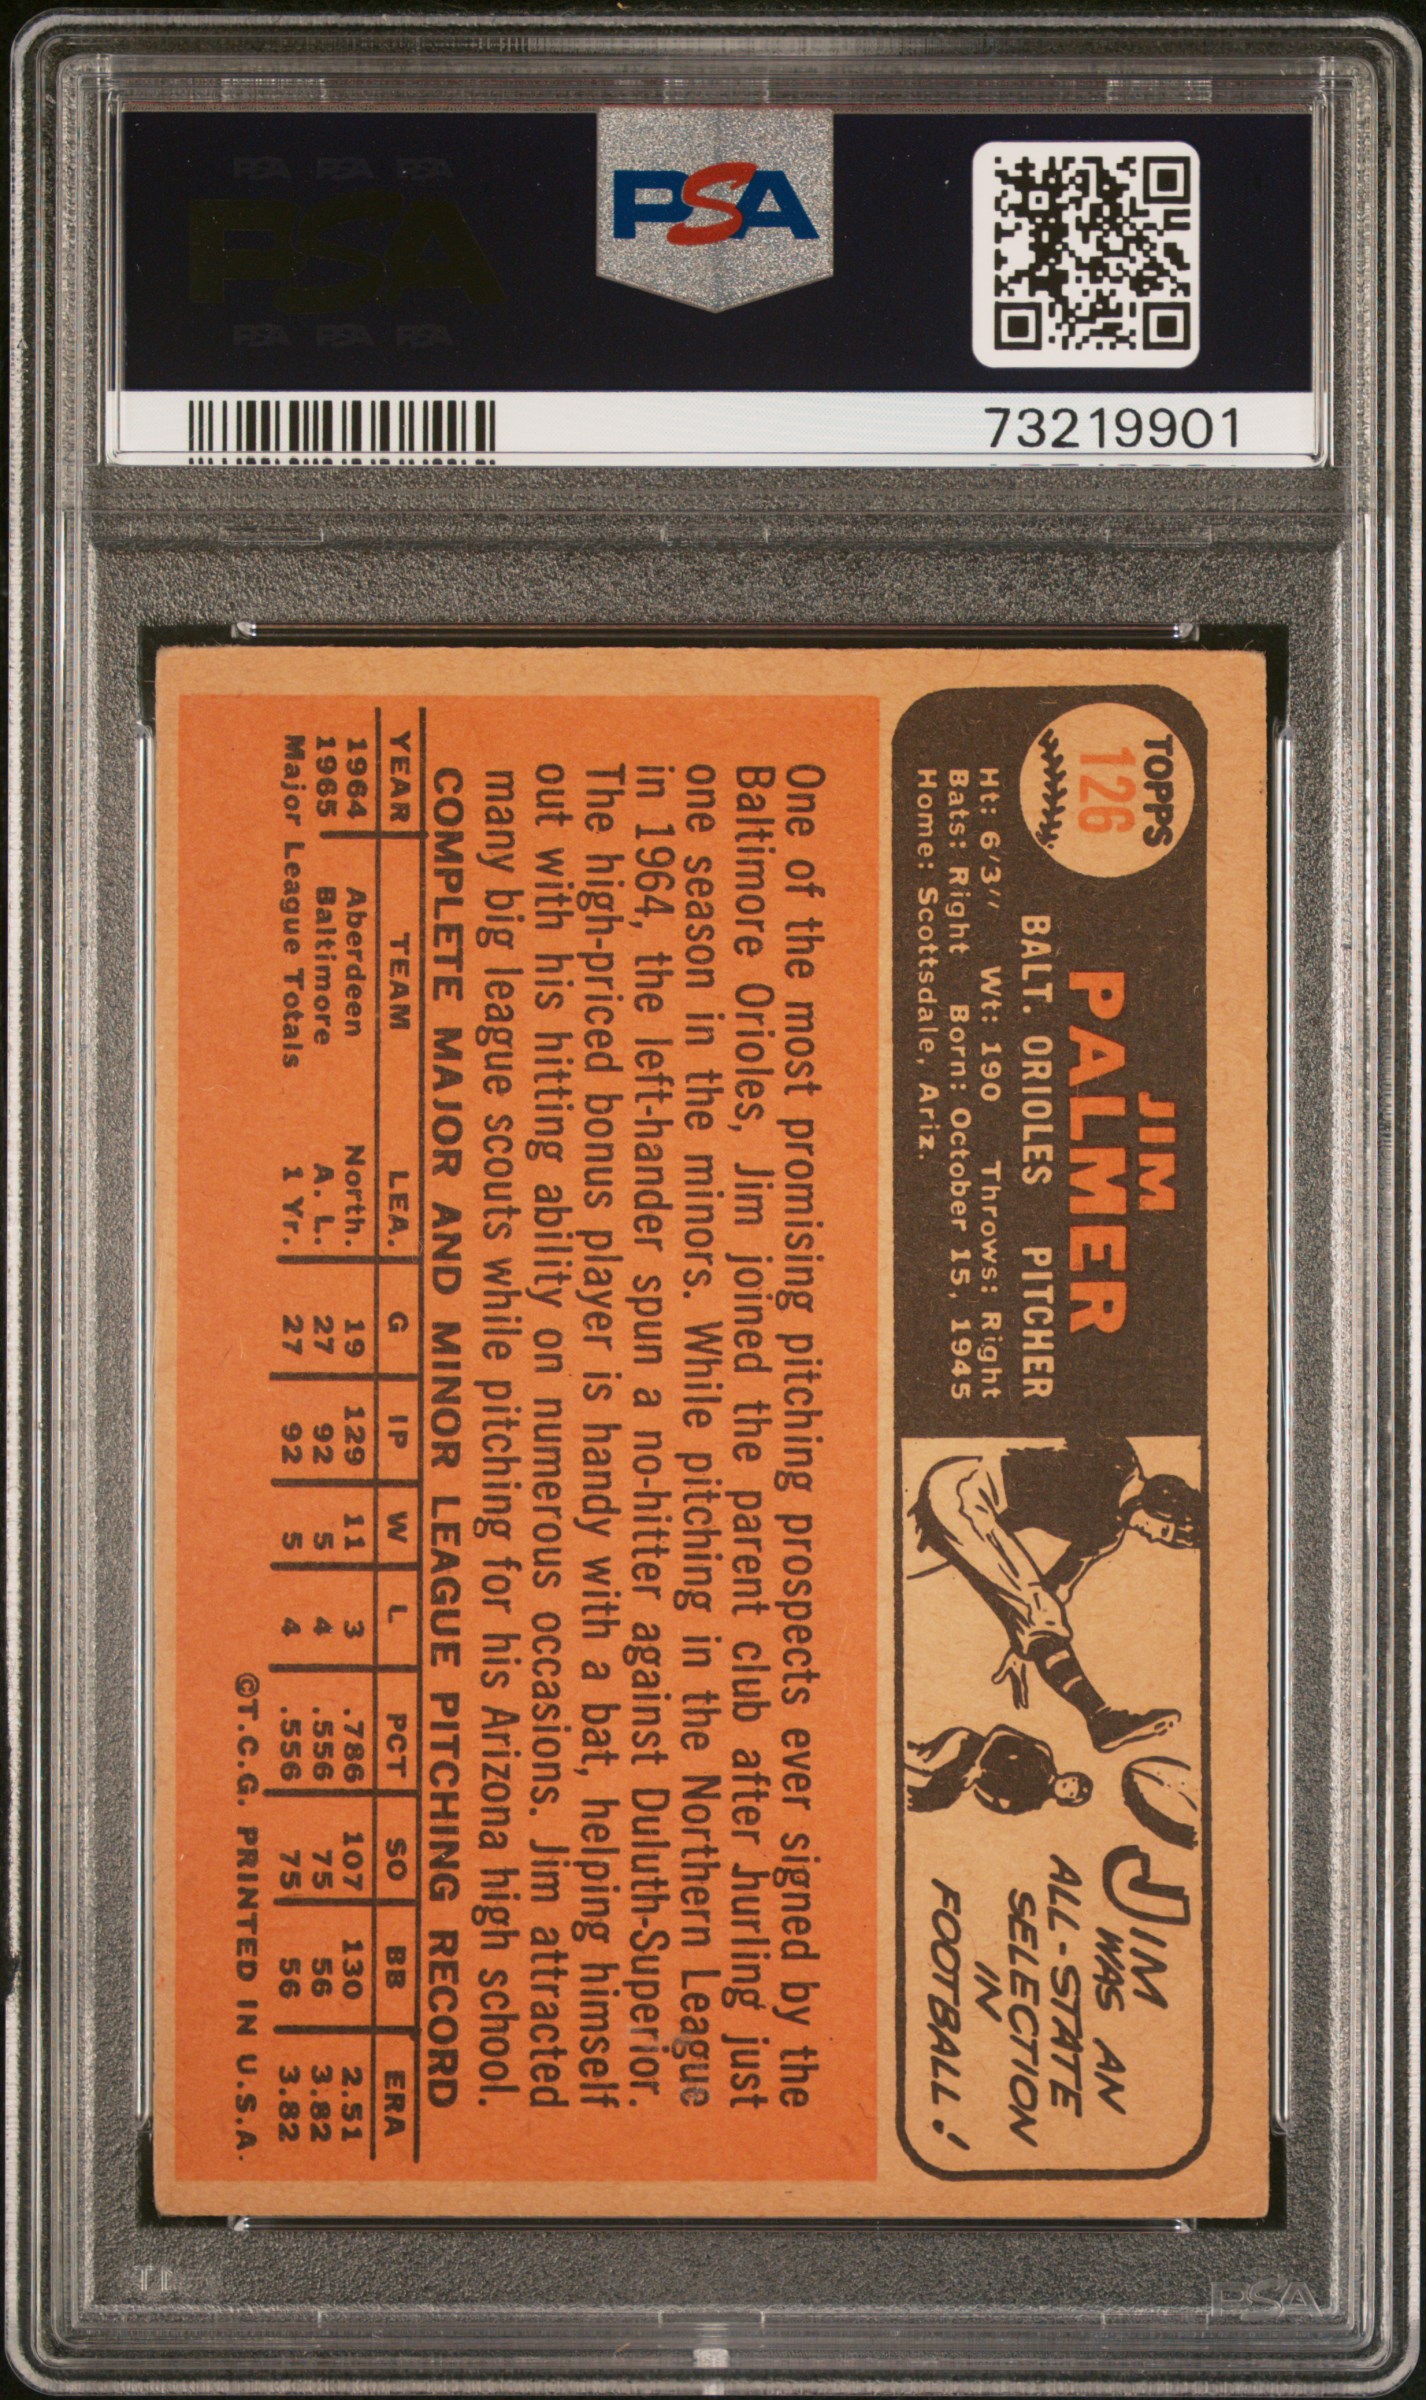 PSA PSA PSA
PSA
PSA PSA PSA
PSA
73219901
TOPPS
126
JIM
PALMER
BALT. ORIOLES PITCHER
Ht: 6'3" Wt: 190 Throws: Right
Bats: Right Born: October 15, 1945
Home: Scottsdale, Ariz.
JIM
WAS AN
ALL-STATE
SELECTION
IN
FOOTBALL!
One of the most promising pitching prospects ever signed by the
Baltimore Orioles, Jim joined the parent club after hurling just
one season in the minors. While pitching in the Northern League
in 1964, the left-hander spun a no-hitter against Duluth-Superior.
The high-priced bonus player is handy with a bat, helping himself
out with his hitting ability on numerous occasions. Jim attracted
many big league scouts while pitching for his Arizona high school.
COMPLETE MAJOR AND MINOR LEAGUE PITCHING RECORD
YEAR TEAM LEA. G IP W L PCT SO BB ERA
1964 Aberdeen North. 19 129 11 3 .786 107 130 2.51
1965 Baltimore A. L. 27 92 5 4 .556 75 56 3.82
Major League Totals 1 Yr. 27 92 5 4 .556 75 56 3.82
©T.C.G. PRINTED IN U.S.A.
PSA